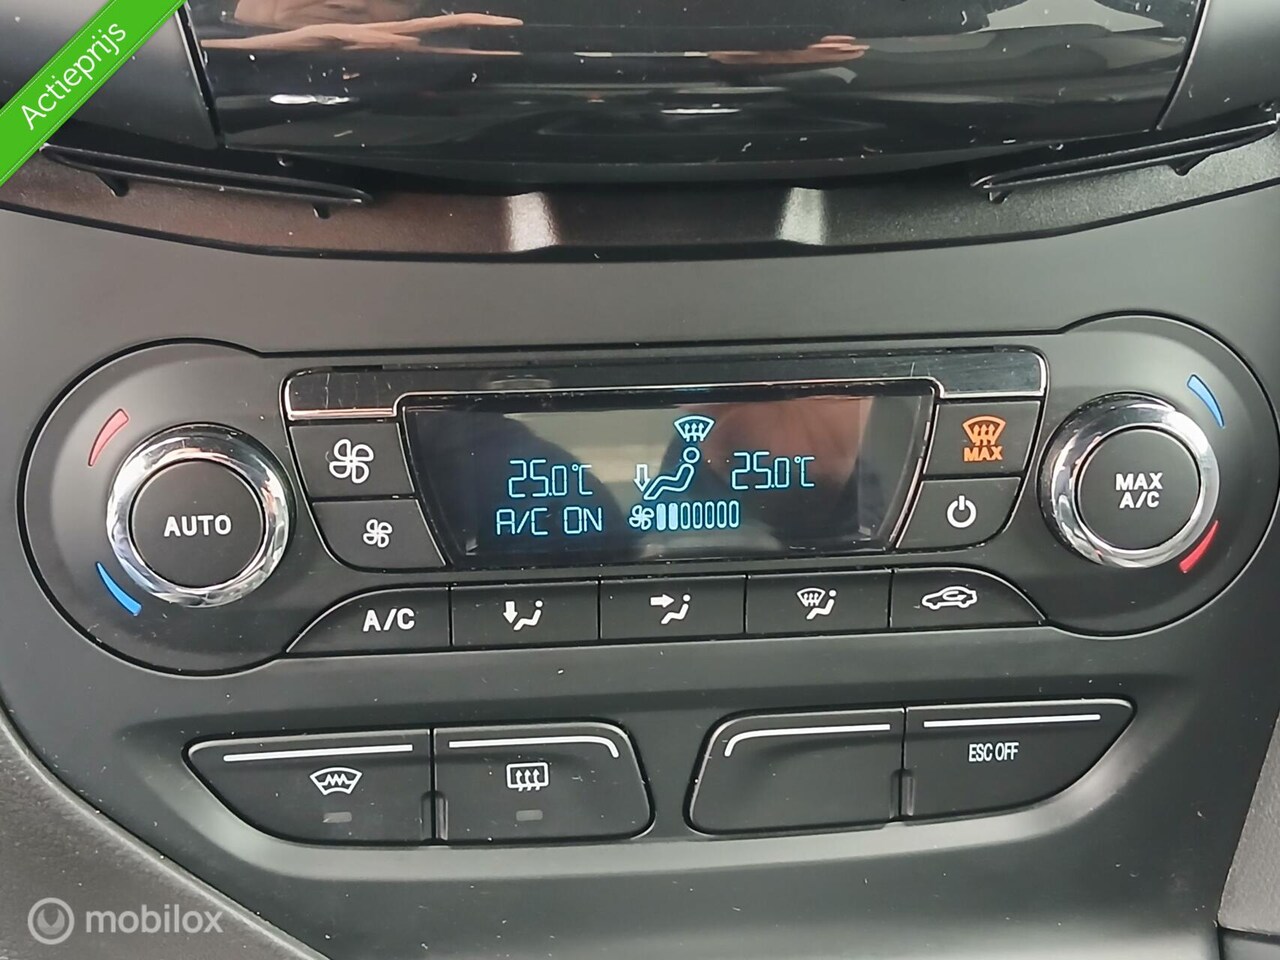 Actieprijs
25.0°C
25.0°C
A/C ON
AUTO
MAX
MAX
A/C
A/C
ESC OFF
mobilox